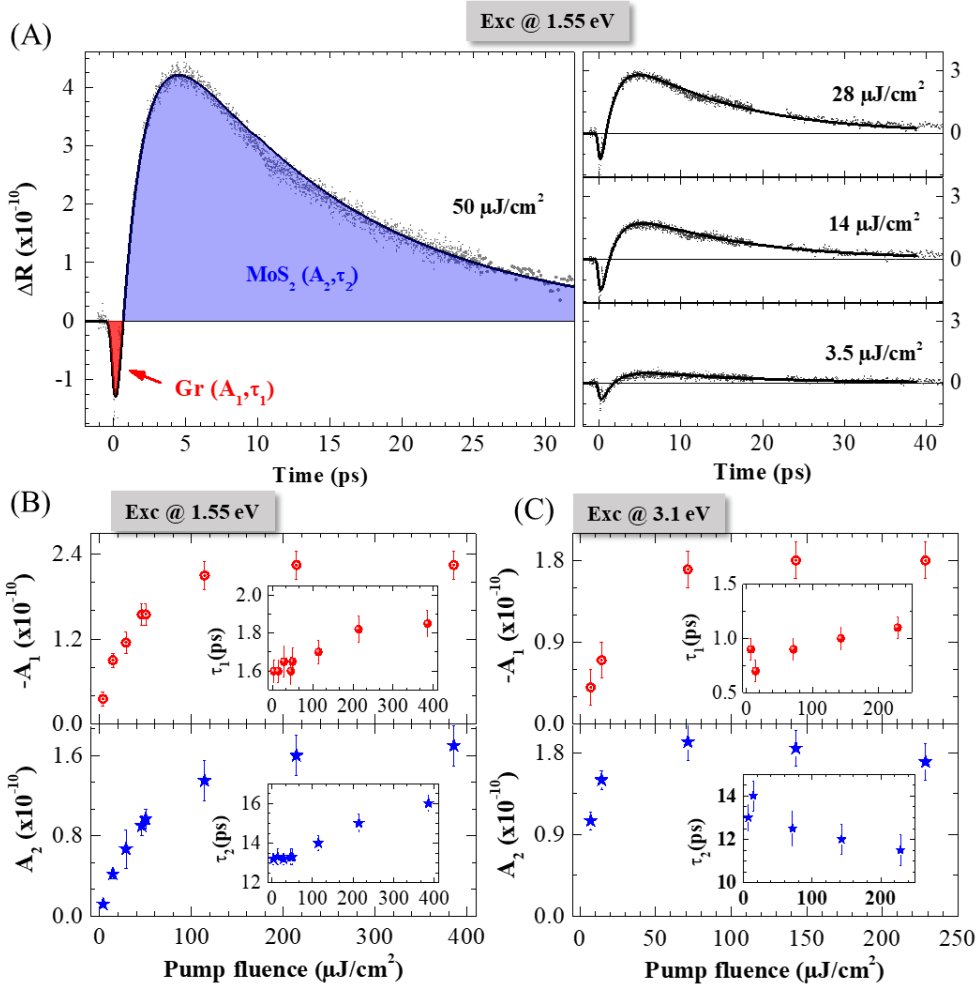 Exc @ 1.55 eV
(A)
ΔR (x10⁻¹⁰)
4
3
2
1
0
-1
50 μJ/cm²
MoS₂ (A₂,τ₂)
Gr (A₁,τ₁)
0 5 10 15 20 25 30
Time (ps)
28 μJ/cm²
3
0
14 μJ/cm²
3
0
3.5 μJ/cm²
3
0
0 10 20 30 40
Time (ps)
(B)
Exc @ 1.55 eV
-A₁ (x10⁻¹⁰)
2.4
1.2
0.0
τ₁(ps)
2.0
1.8
1.6
1.4
0 100 200 300 400
A₂ (x10⁻¹⁰)
1.6
0.8
0.0
τ₂(ps)
16
14
12
0 100 200 300 400
0 100 200 300 400
Pump fluence (μJ/cm²)
(C)
Exc @ 3.1 eV
-A₁ (x10⁻¹⁰)
1.8
0.9
0.0
τ₁(ps)
1.5
1.0
0.5
0 100 200
A₂ (x10⁻¹⁰)
1.8
0.9
0.0
τ₂(ps)
14
13
12
11
10
0 100 200
0 50 100 150 200 250
Pump fluence (μJ/cm²)